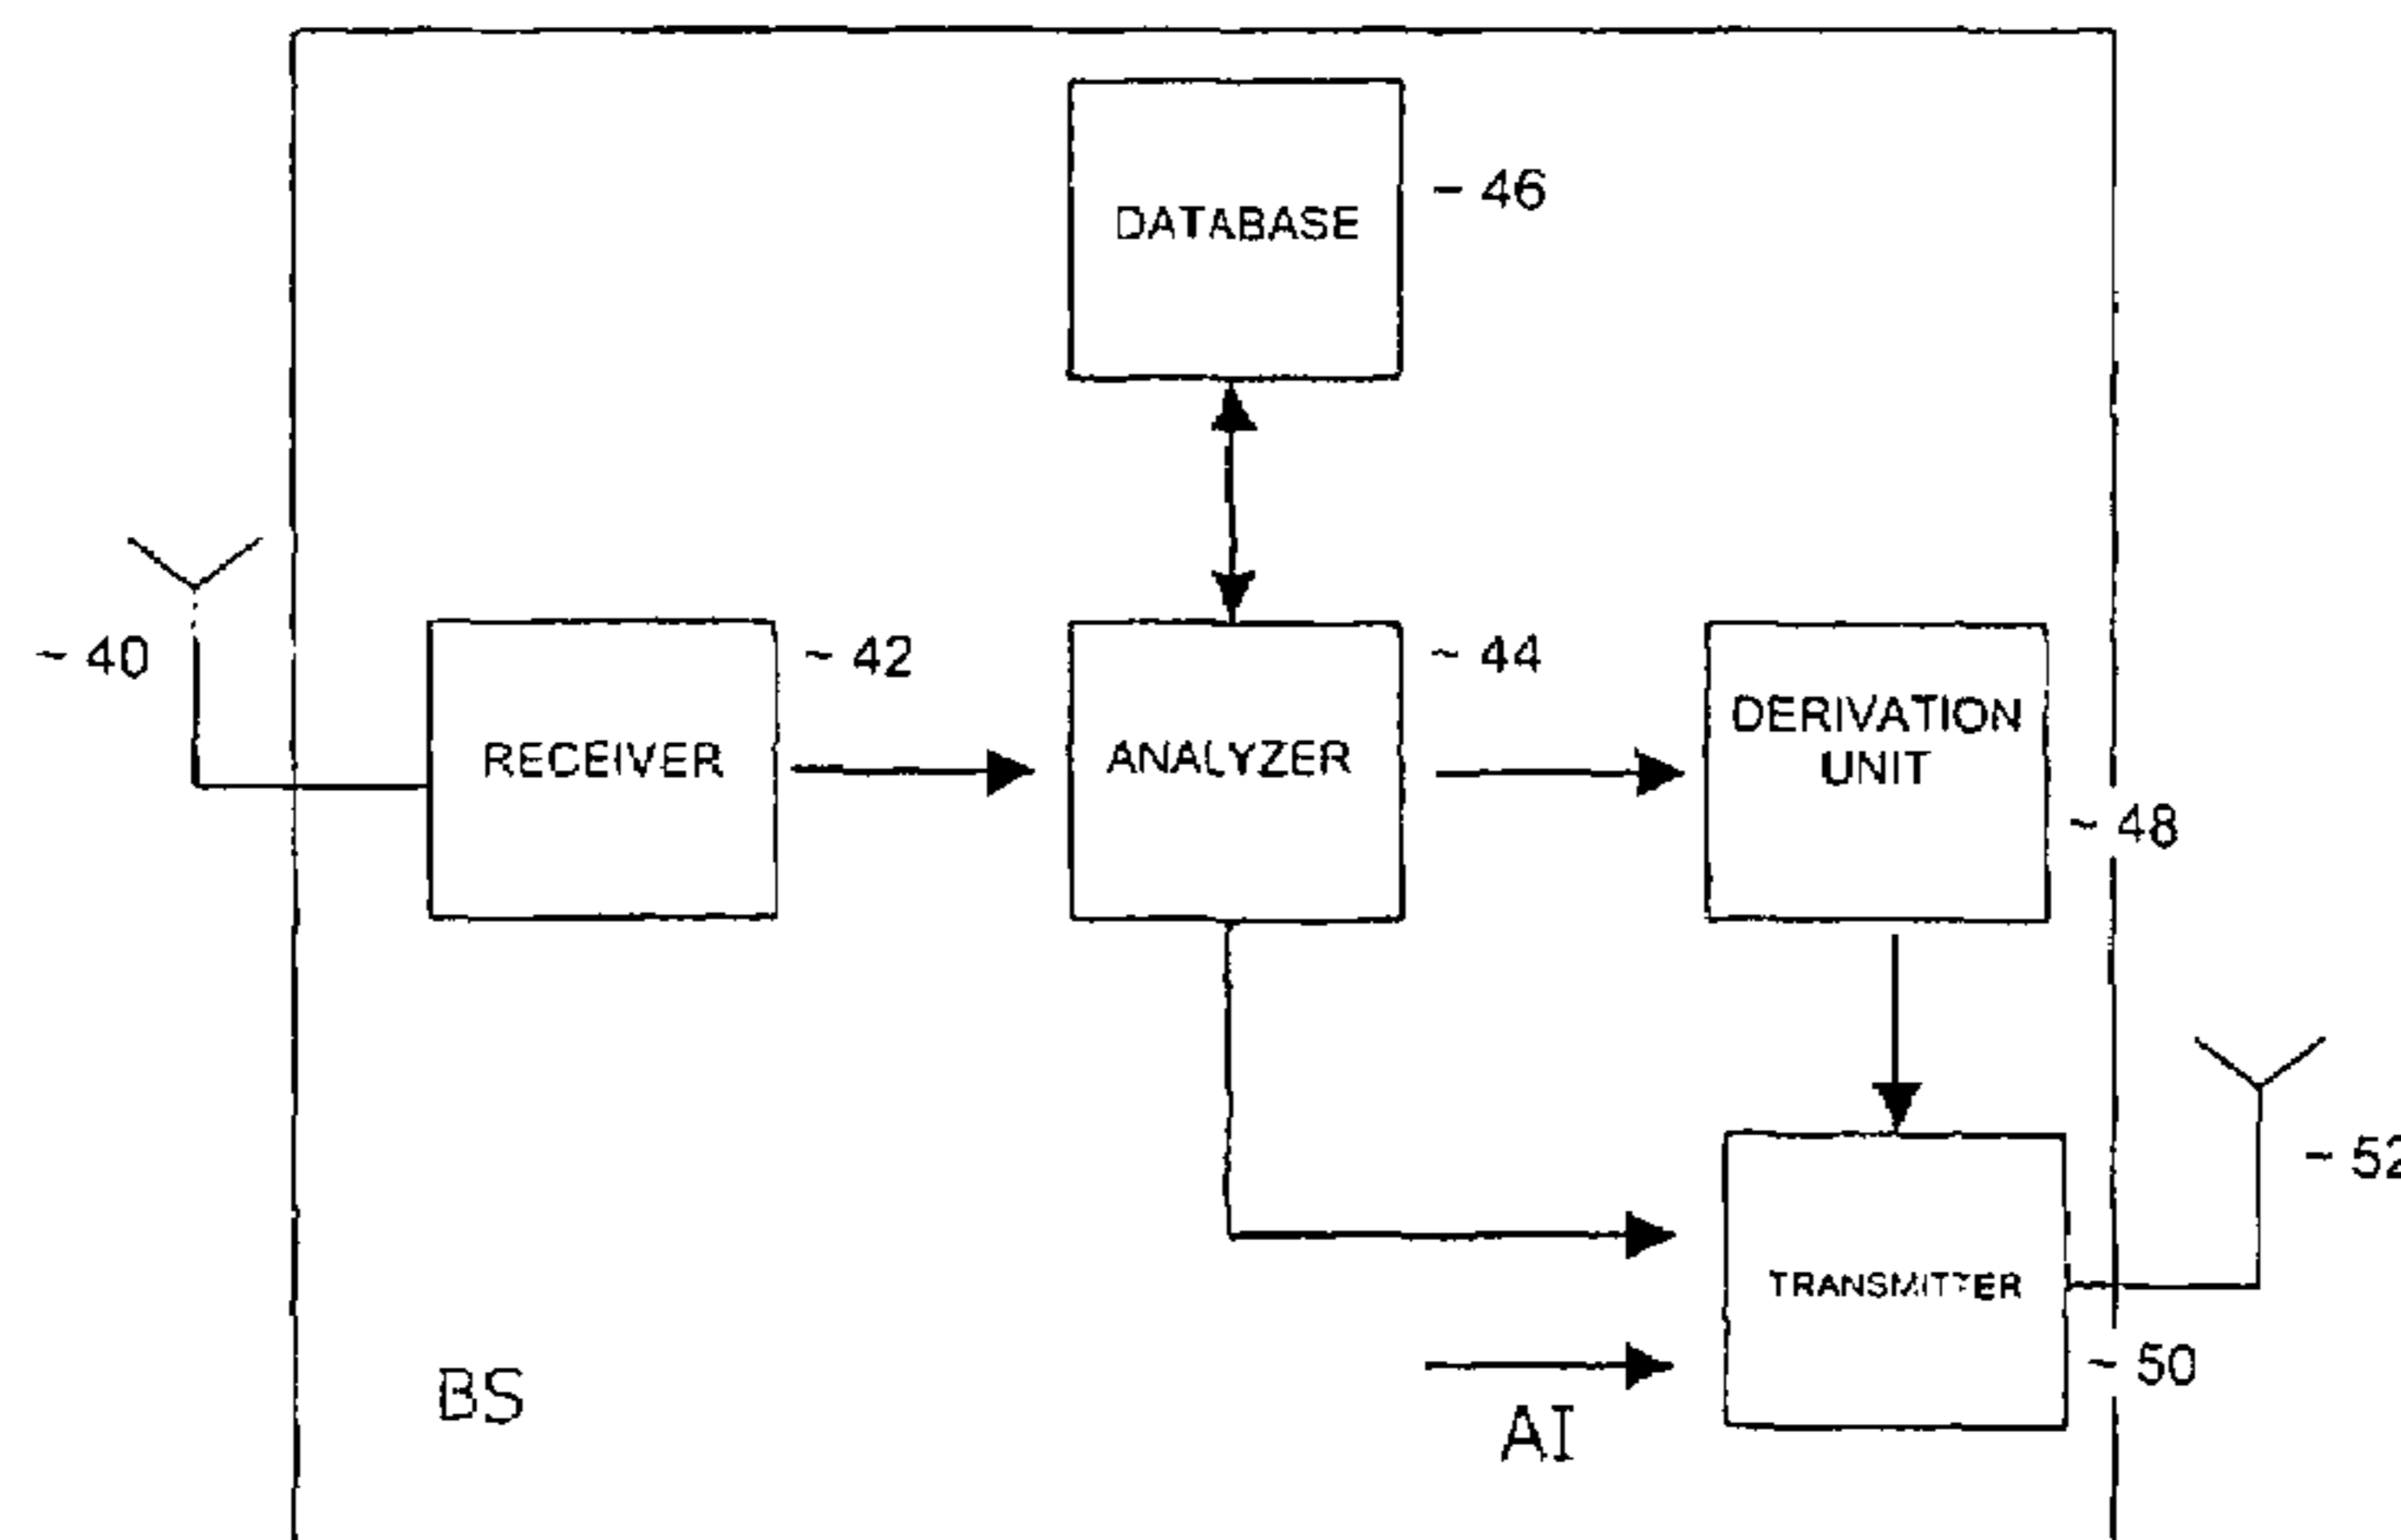 DATABASE
~ 46
~ 40
RECEIVER
~ 42
ANALYZER
~ 44
DERIVATION
UNIT
~ 48
TRANSMITTER
~ 50
~ 52
AI
BS